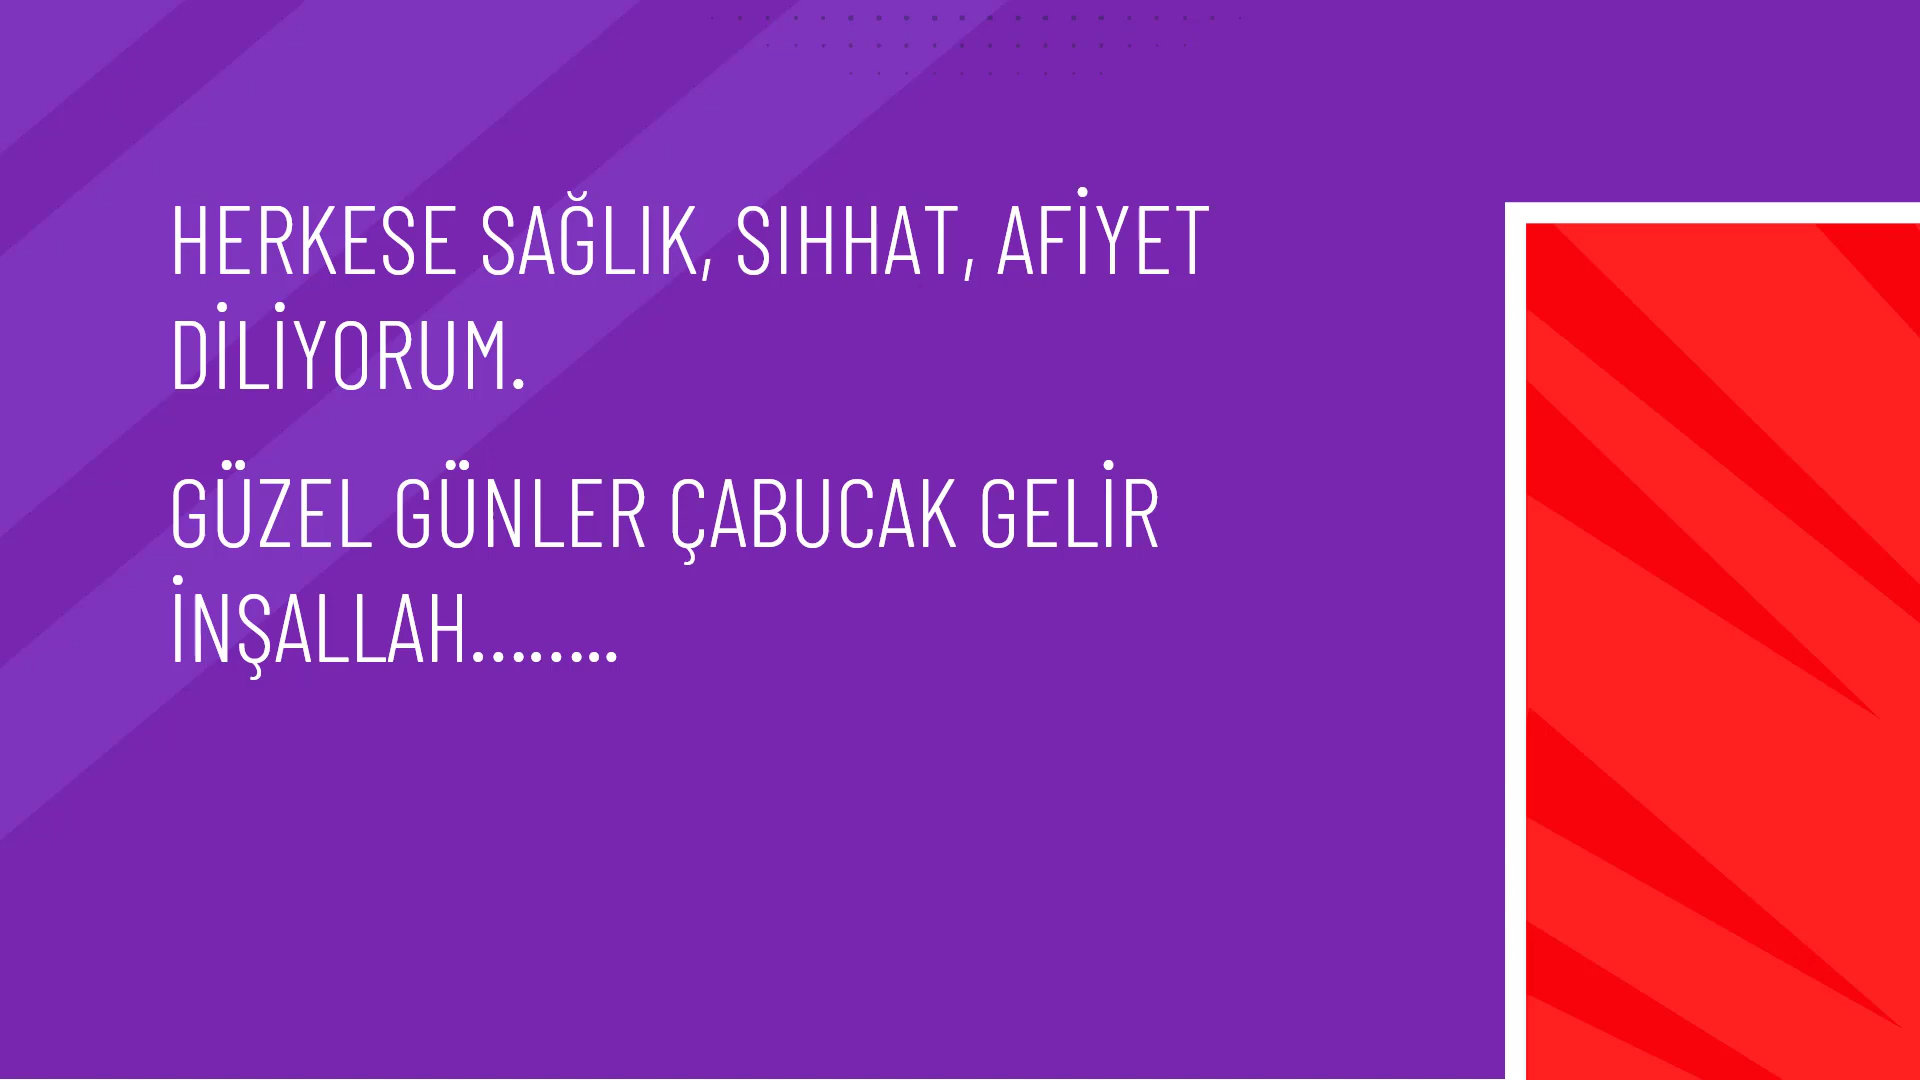 HERKESE SAĞLIK, SIHHAT, AFİYET
DİLİYORUM.
GÜZEL GÜNLER ÇABUCAK GELİR
İNŞALLAH……..